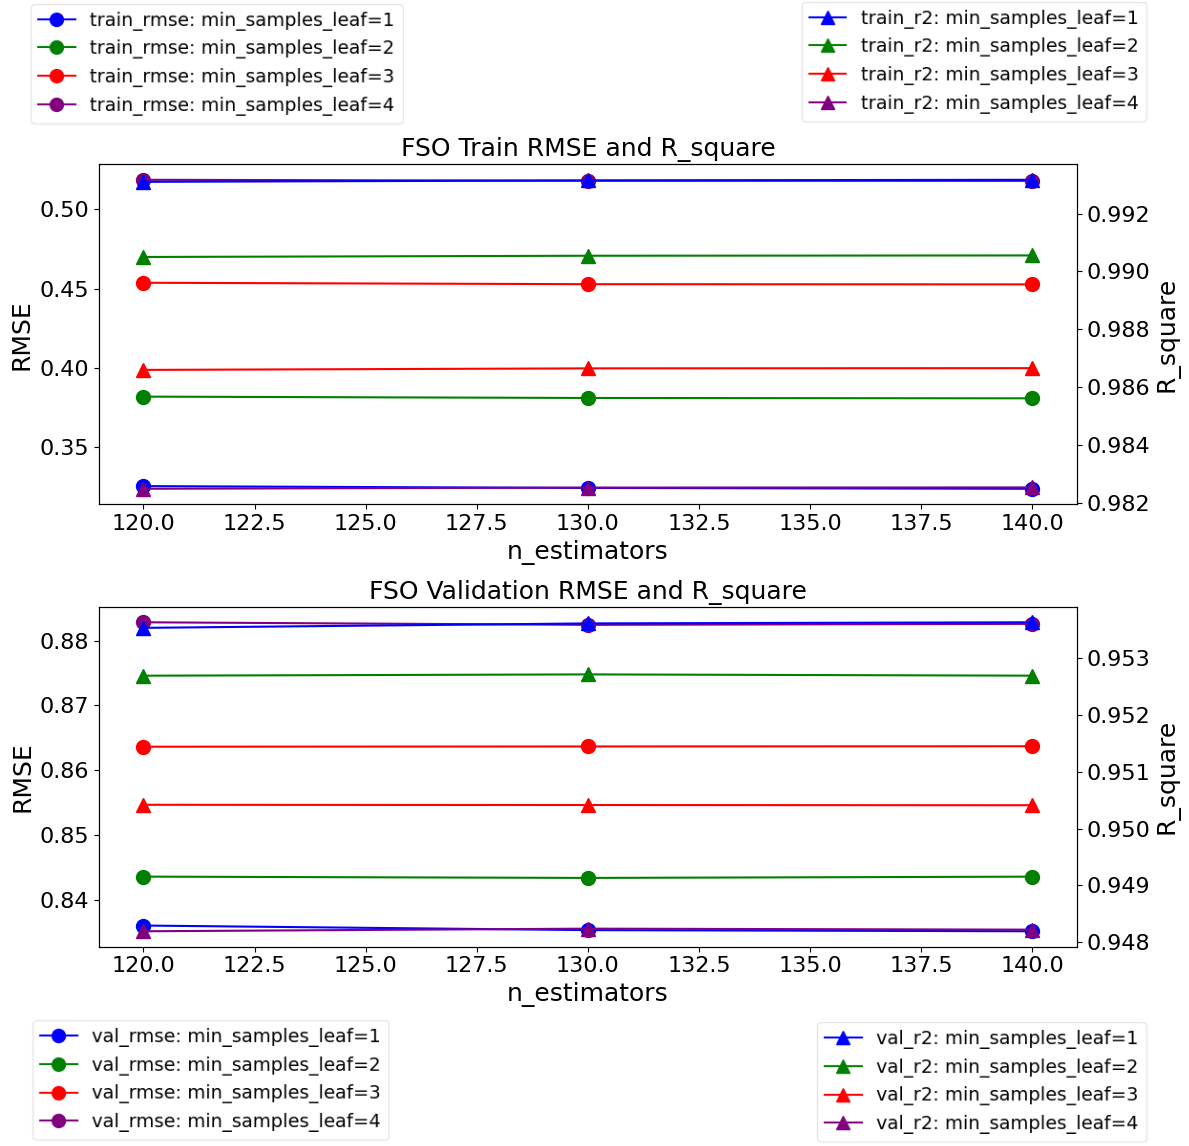 train_rmse: min_samples_leaf=1
train_rmse: min_samples_leaf=2
train_rmse: min_samples_leaf=3
train_rmse: min_samples_leaf=4
train_r2: min_samples_leaf=1
train_r2: min_samples_leaf=2
train_r2: min_samples_leaf=3
train_r2: min_samples_leaf=4
FSO Train RMSE and R_square
RMSE
0.50
0.45
0.40
0.35
0.992
0.990
0.988
0.986
0.984
0.982
R_square
120.0 122.5 125.0 127.5 130.0 132.5 135.0 137.5 140.0
n_estimators
FSO Validation RMSE and R_square
RMSE
0.88
0.87
0.86
0.85
0.84
0.953
0.952
0.951
0.950
0.949
0.948
R_square
120.0 122.5 125.0 127.5 130.0 132.5 135.0 137.5 140.0
n_estimators
val_rmse: min_samples_leaf=1
val_rmse: min_samples_leaf=2
val_rmse: min_samples_leaf=3
val_rmse: min_samples_leaf=4
val_r2: min_samples_leaf=1
val_r2: min_samples_leaf=2
val_r2: min_samples_leaf=3
val_r2: min_samples_leaf=4